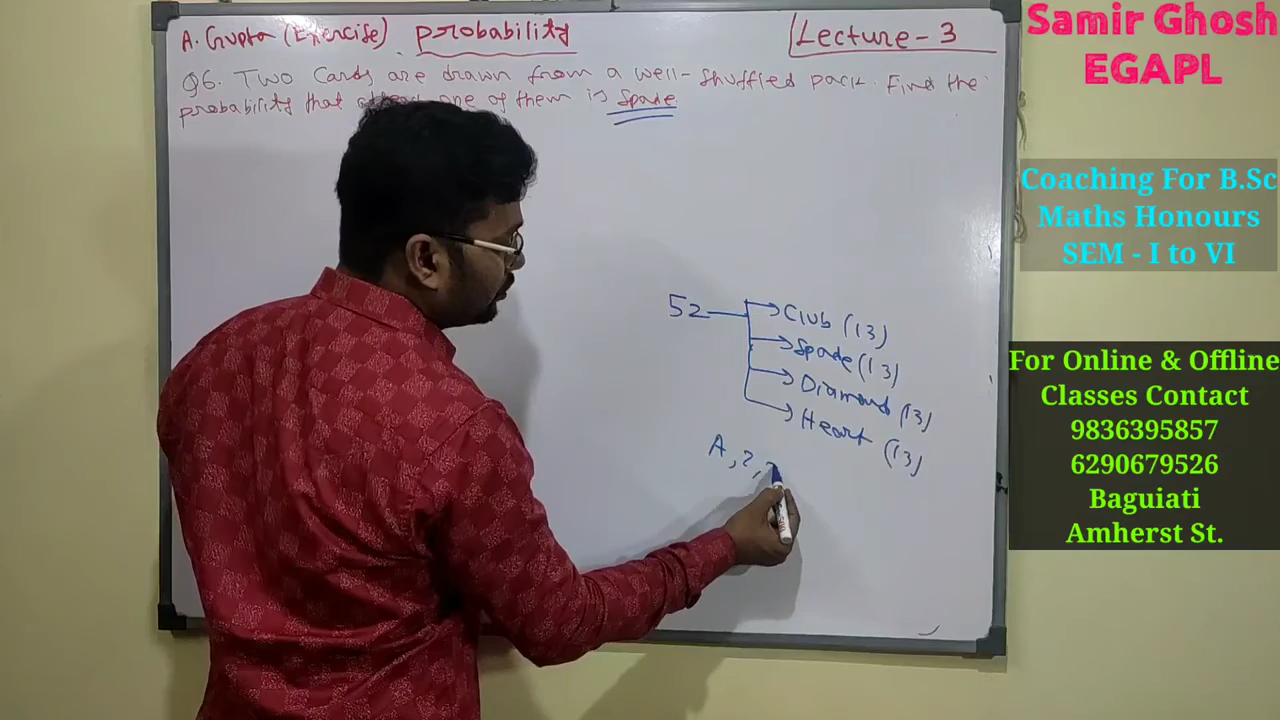 A. Gupta (Exercise) probability
Lecture - 3
Q6. Two Cards are drawn from a well-shuffled pack. Find the
probability that one of them is Spade
52
Club (13)
Spade (13)
Diamond (13)
Heart (13)
A, 2,
Samir Ghosh
EGAPL
Coaching For B.Sc
Maths Honours
SEM - I to VI
For Online & Offline
Classes Contact
9836395857
6290679526
Baguiati
Amherst St.